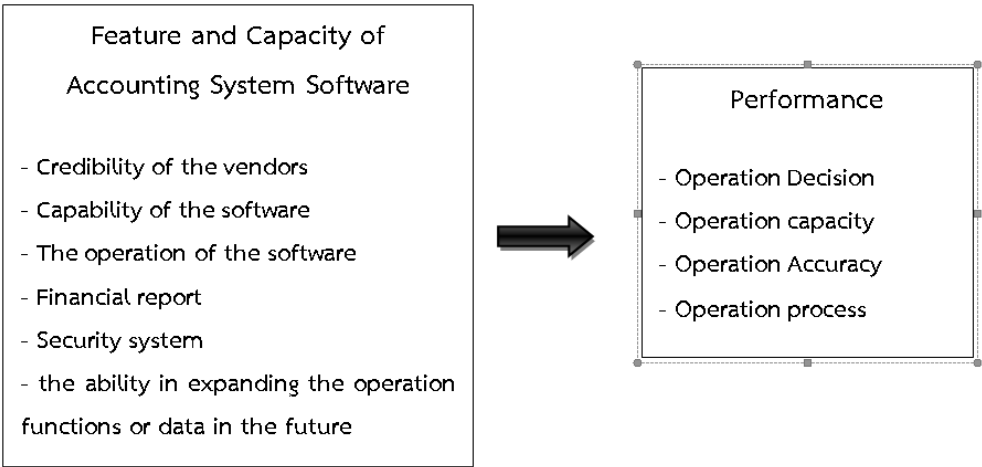 Feature and Capacity of
Accounting System Software
- Credibility of the vendors
- Capability of the software
- The operation of the software
- Financial report
- Security system
- the ability in expanding the operation
functions or data in the future
Performance
- Operation Decision
- Operation capacity
- Operation Accuracy
- Operation process